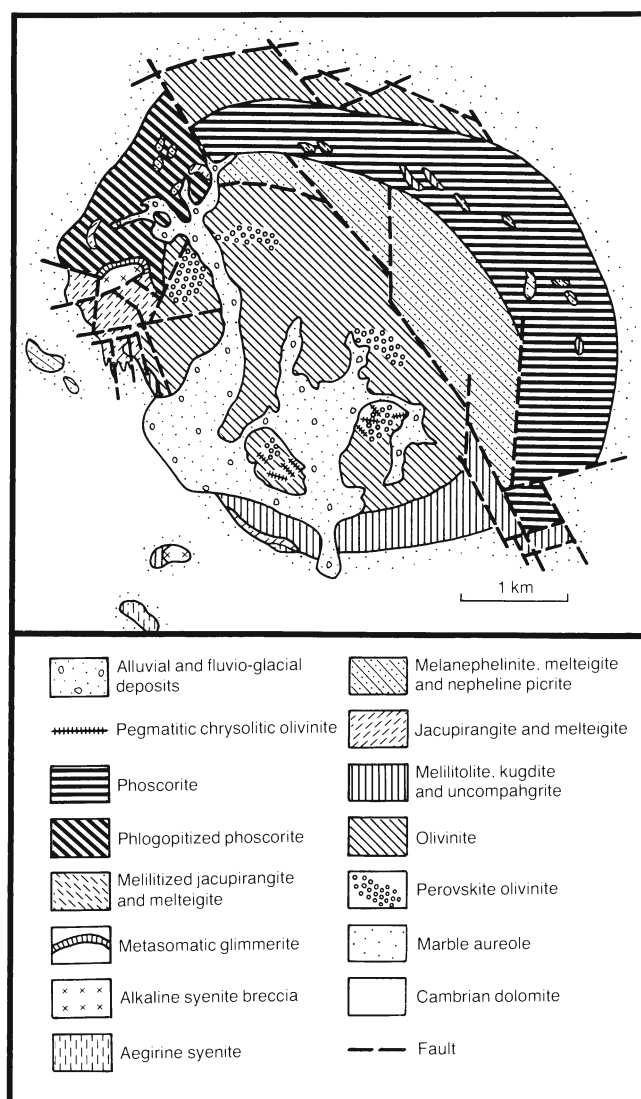 1 km
Alluvial and fluvio-glacial
deposits
Pegmatitic chrysolitic olivinite
Phoscorite
Phlogopitized phoscorite
Melilitized jacupirangite
and melteigite
Metasomatic glimmerite
Alkaline syenite breccia
Aegirine syenite
Melanephelinite, melteigite
and nepheline picrite
Jacupirangite and melteigite
Melilitolite, kugdite
and uncompahgrite
Olivinite
Perovskite olivinite
Marble aureole
Cambrian dolomite
Fault